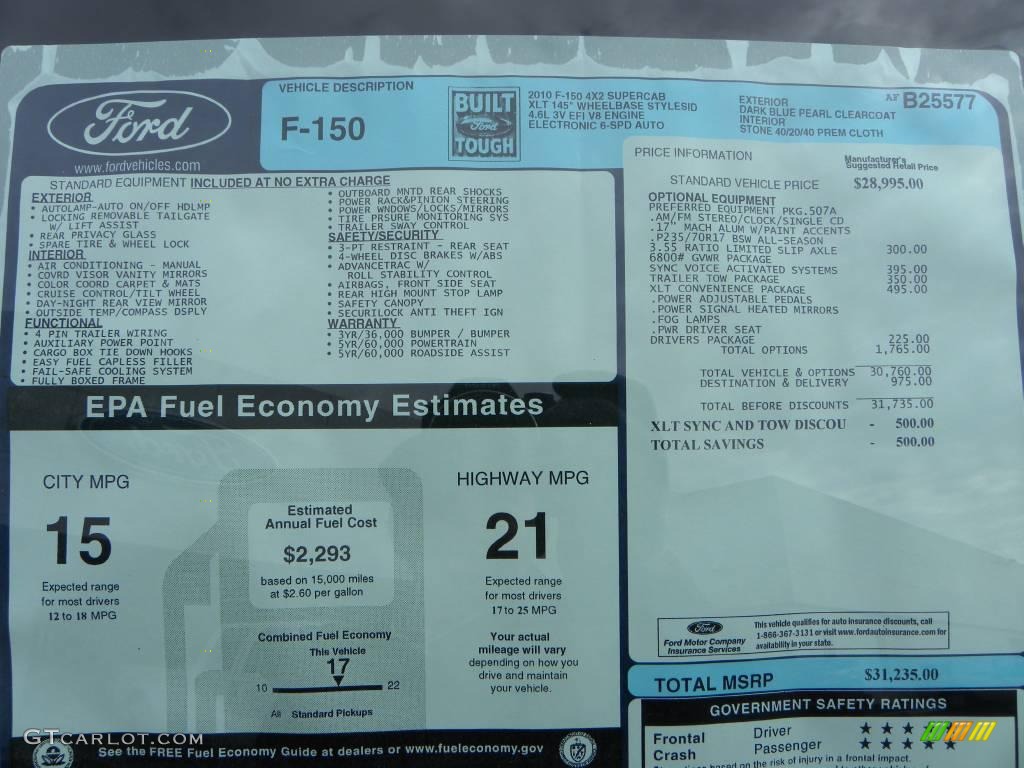 Ford
www.fordvehicles.com
VEHICLE DESCRIPTION
F-150
BUILT
Ford
TOUGH
2010 F-150 4X2 SUPERCAB
XLT 145" WHEELBASE STYLESID
4.6L 3V EFI V8 ENGINE
ELECTRONIC 6-SPD AUTO
EXTERIOR
DARK BLUE PEARL CLEARCOAT
INTERIOR
STONE 40/20/40 PREM CLOTH
AF B25577
STANDARD EQUIPMENT INCLUDED AT NO EXTRA CHARGE
EXTERIOR
• AUTOLAMP-AUTO ON/OFF HDLMP
• LOCKING REMOVABLE TAILGATE
W/ LIFT ASSIST
• REAR PRIVACY GLASS
• SPARE TIRE & WHEEL LOCK
INTERIOR
• AIR CONDITIONING - MANUAL
• COVRD VISOR VANITY MIRRORS
• COLOR COORD CARPET & MATS
• CRUISE CONTROL/TILT WHEEL
• DAY-NIGHT REAR VIEW MIRROR
• OUTSIDE TEMP/COMPASS DSPLY
FUNCTIONAL
• 4 PIN TRAILER WIRING
• AUXILIARY POWER POINT
• CARGO BOX TIE DOWN HOOKS
• EASY FUEL CAPLESS FILLER
• FAIL-SAFE COOLING SYSTEM
• FULLY BOXED FRAME
• OUTBOARD MNTD REAR SHOCKS
• POWER RACK&PINION STEERING
• POWER WNDOWS/LOCKS/MIRRORS
• TIRE PRSURE MONITORING SYS
• TRAILER SWAY CONTROL
SAFETY/SECURITY
• 3-PT RESTRAINT - REAR SEAT
• 4-WHEEL DISC BRAKES W/ABS
• ADVANCETRAC W/
ROLL STABILITY CONTROL
• AIRBAGS, FRONT SIDE SEAT
• REAR HIGH MOUNT STOP LAMP
• SAFETY CANOPY
• SECURILOCK ANTI THEFT IGN
WARRANTY
• 3YR/36,000 BUMPER / BUMPER
• 5YR/60,000 POWERTRAIN
• 5YR/60,000 ROADSIDE ASSIST
PRICE INFORMATION
Manufacturer's
Suggested Retail Price
STANDARD VEHICLE PRICE $28,995.00
OPTIONAL EQUIPMENT
PREFERRED EQUIPMENT PKG.507A
.AM/FM STEREO/CLOCK/SINGLE CD
.17" MACH ALUM W/PAINT ACCENTS
.P235/70R17 BSW ALL-SEASON
3.55 RATIO LIMITED SLIP AXLE 300.00
6800# GVWR PACKAGE
SYNC VOICE ACTIVATED SYSTEMS 395.00
TRAILER TOW PACKAGE 350.00
XLT CONVENIENCE PACKAGE 495.00
.POWER ADJUSTABLE PEDALS
.POWER SIGNAL HEATED MIRRORS
.FOG LAMPS
.PWR DRIVER SEAT
DRIVERS PACKAGE 225.00
TOTAL OPTIONS 1,765.00
TOTAL VEHICLE & OPTIONS 30,760.00
DESTINATION & DELIVERY 975.00
TOTAL BEFORE DISCOUNTS 31,735.00
XLT SYNC AND TOW DISCOU - 500.00
TOTAL SAVINGS - 500.00
EPA Fuel Economy Estimates
CITY MPG
15
Expected range
for most drivers
12 to 18 MPG
Estimated
Annual Fuel Cost
$2,293
based on 15,000 miles
at $2.60 per gallon
Combined Fuel Economy
This Vehicle
17
10 22
All Standard Pickups
HIGHWAY MPG
21
Expected range
for most drivers
17 to 25 MPG
Your actual
mileage will vary
depending on how you
drive and maintain
your vehicle.
See the FREE Fuel Economy Guide at dealers or www.fueleconomy.gov
Ford
Ford Motor Company
Insurance Services
This vehicle qualifies for auto insurance discounts, call
1-866-367-3131 or visit www.fordautoinsurance.com for
availability in your state.
TOTAL MSRP $31,235.00
GOVERNMENT SAFETY RATINGS
Frontal
Crash
Driver ★★★★★
Passenger ★★★★★
based on the risk of injury in a frontal impact.
GTCARLOT.COM